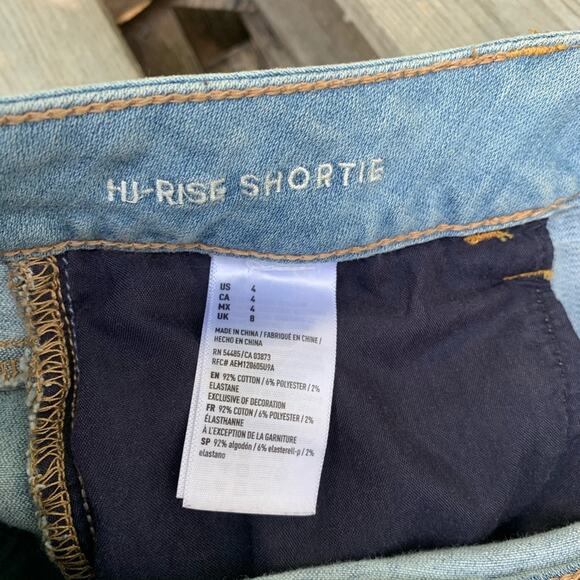 HI-RISE SHORTIE
US 4
CA 4
MX 4
UK 8
MADE IN CHINA / FABRIQUÉ EN CHINE /
HECHO EN CHINA
RN 54485/CA 03873
RFC# AEM120605U9A
EN 92% COTTON / 6% POLYESTER / 2%
ELASTANE
EXCLUSIVE OF DECORATION
FR 92% COTON / 6% POLYESTER / 2%
ÉLASTHANNE
À L'EXCEPTION DE LA GARNITURE
SP 92% algodón / 6% elasterell-p / 2%
elastano